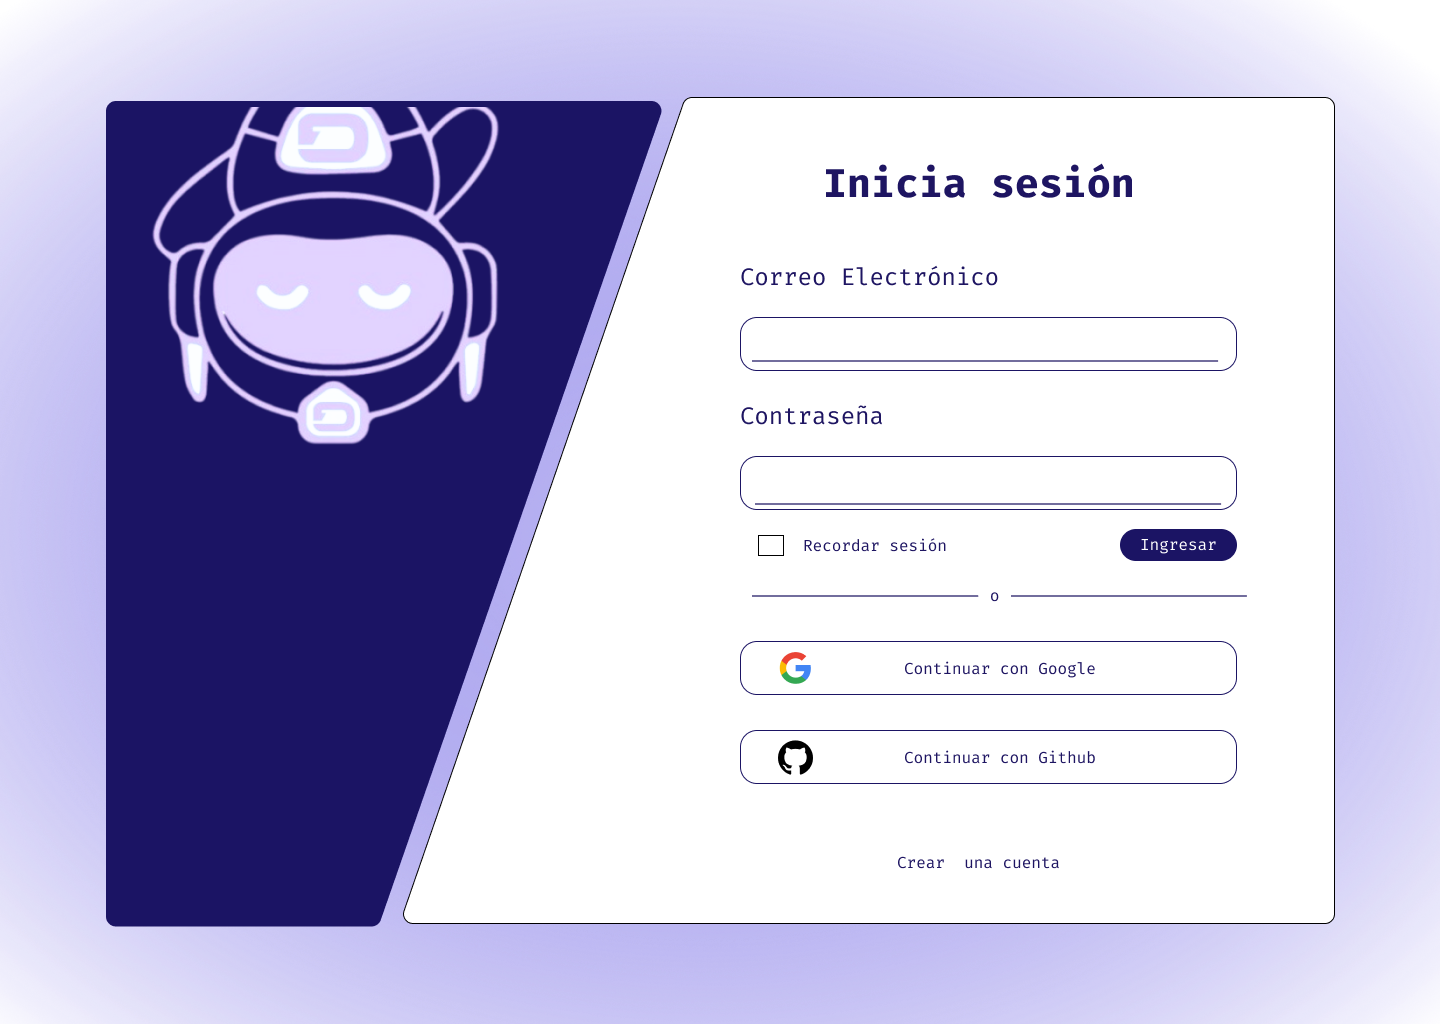 Inicia sesión
Correo Electrónico
Contraseña
Recordar sesión
Ingresar
o
Continuar con Google
Continuar con Github
Crear  una cuenta